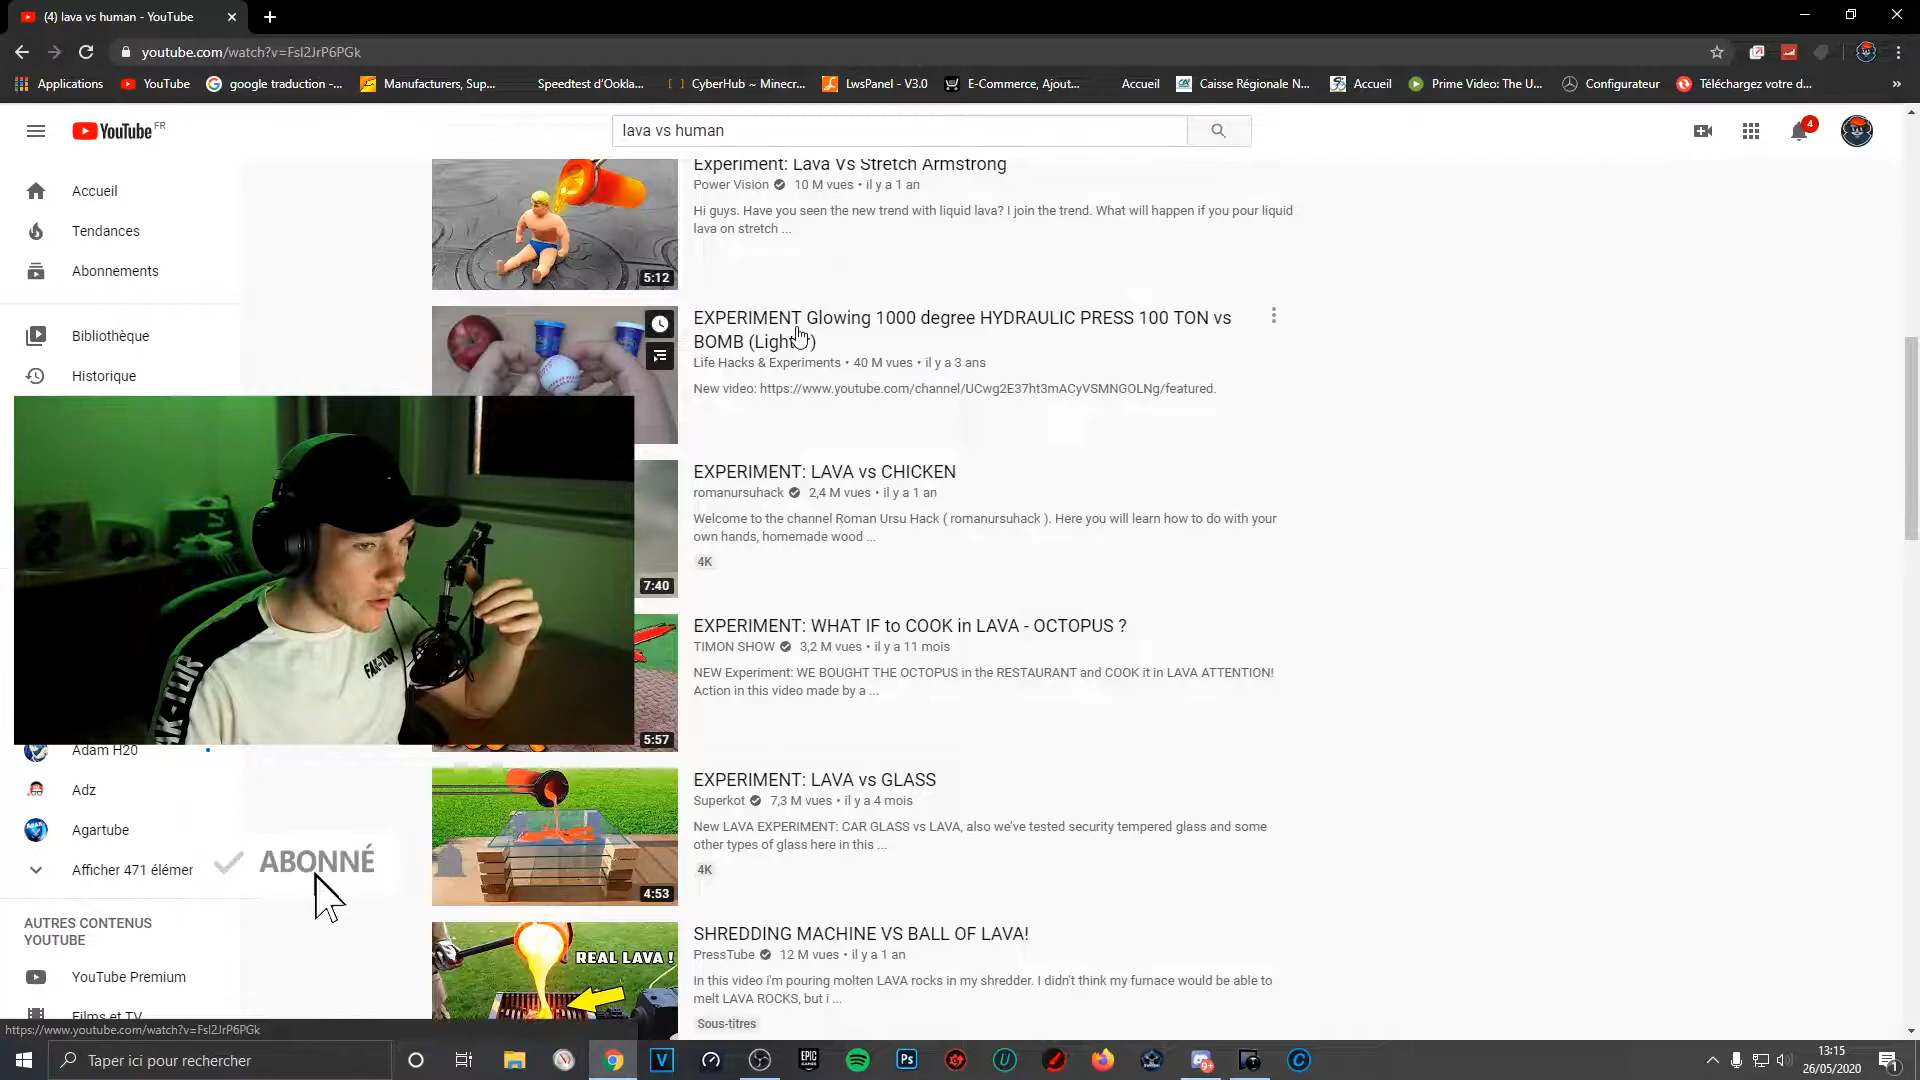 (4) lava vs human - YouTube
youtube.com/watch?v=Fsl2JrP6PGk
Applications
YouTube
google traduction -...
Manufacturers, Sup...
Speedtest d'Ookla...
CyberHub ~ Minecr...
LwsPanel - V3.0
E-Commerce, Ajout...
Accueil
Caisse Régionale N...
Accueil
Prime Video: The U...
Configurateur
Téléchargez votre d...
»
YouTube FR
lava vs human
4
Accueil
Tendances
Abonnements
Bibliothèque
Historique
Experiment: Lava Vs Stretch Armstrong
Power Vision 10 M vues • il y a 1 an
Hi guys. Have you seen the new trend with liquid lava? I join the trend. What will happen if you pour liquid
lava on stretch ...
5:12
EXPERIMENT Glowing 1000 degree HYDRAULIC PRESS 100 TON vs
BOMB
Life Hacks & Experiments • 40 M vues • il y a 3 ans
New video: https://www.youtube.com/channel/UCwg2E37ht3mACyVSMNGOLNg/featured.
EXPERIMENT: LAVA vs CHICKEN
romanursuhack 2,4 M vues • il y a 1 an
Welcome to the channel Roman Ursu Hack ( romanursuhack ). Here you will learn how to do with your
own hands, homemade wood ...
4K
7:40
FAK-TOR
EXPERIMENT: WHAT IF to COOK in LAVA - OCTOPUS ?
TIMON SHOW 3,2 M vues • il y a 11 mois
NEW Experiment: WE BOUGHT THE OCTOPUS in the RESTAURANT and COOK it in LAVA ATTENTION!
Action in this video made by a ...
5:57
Adam H20
Adz
Agartube
Afficher 471 élémer
ABONNÉ
EXPERIMENT: LAVA vs GLASS
Superkot 7,3 M vues • il y a 4 mois
New LAVA EXPERIMENT: CAR GLASS vs LAVA, also we've tested security tempered glass and some
other types of glass here in this ...
4K
4:53
AUTRES CONTENUS
YOUTUBE
YouTube Premium
Films et TV
SHREDDING MACHINE VS BALL OF LAVA!
PressTube 12 M vues • il y a 1 an
In this video i'm pouring molten LAVA rocks in my shredder. I didn't think my furnace would be able to
melt LAVA ROCKS, but i ...
Sous-titres
REAL LAVA !
https://www.youtube.com/watch?v=Fsl2JrP6PGk
Taper ici pour rechercher
13:15
26/05/2020